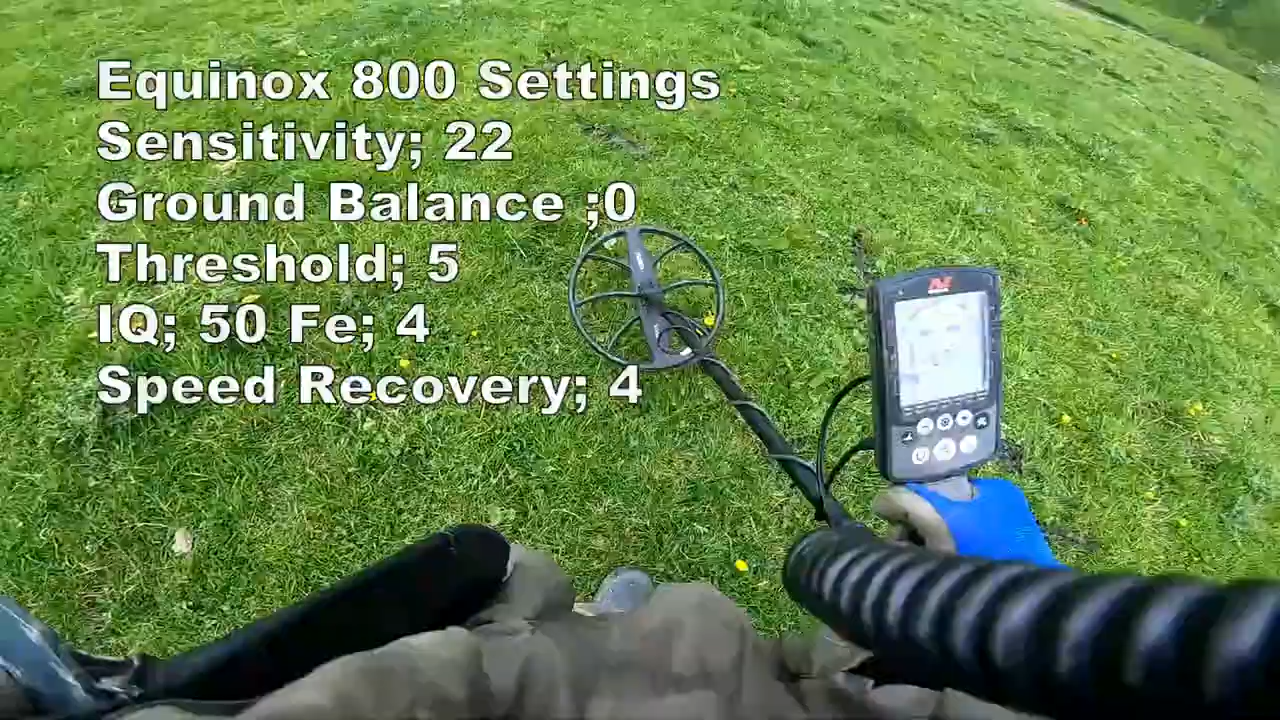 Equinox 800 Settings
Sensitivity; 22
Ground Balance ;0
Threshold; 5
IQ; 50 Fe; 4
Speed Recovery; 4